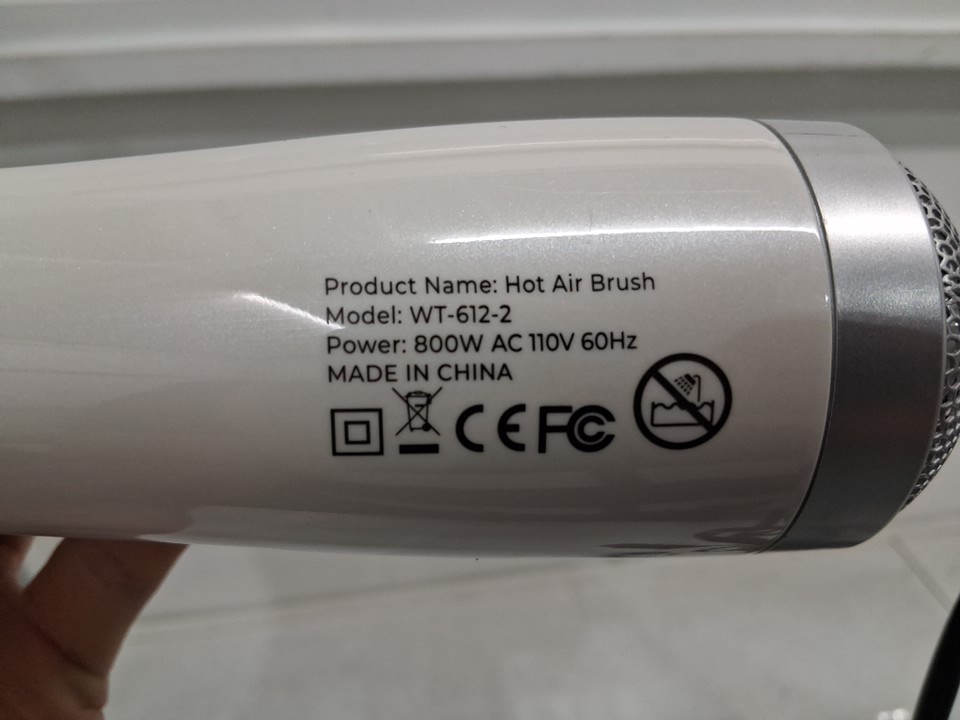 Product Name: Hot Air Brush
Model: WT-612-2
Power: 800W AC 110V 60Hz
MADE IN CHINA
CE FC